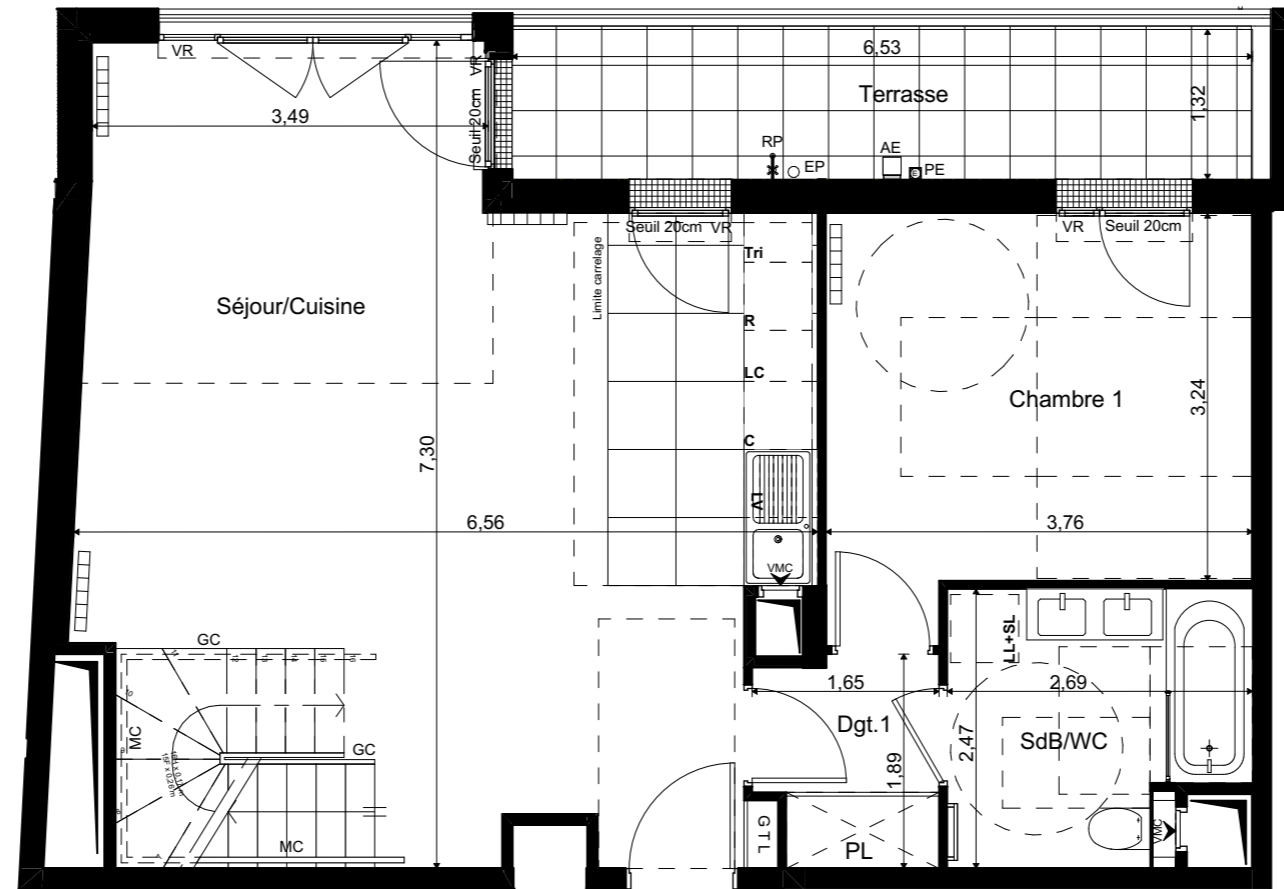 VR
6,53
VR
Terrasse
3,49
Seuil 20cm
1,32
RP
EP
AE
PE
Seuil 20cm
VR
VR
Seuil 20cm
Tri
Limite carrelage
Séjour/Cuisine
R
LC
Chambre 1
3,24
C
7,30
LV
6,56
3,76
VMC
GC
LL+SL
1,65
2,69
MC
Dgt.1
SdB/WC
GC
2,47
1,89
MC
GTL
PL
VMC